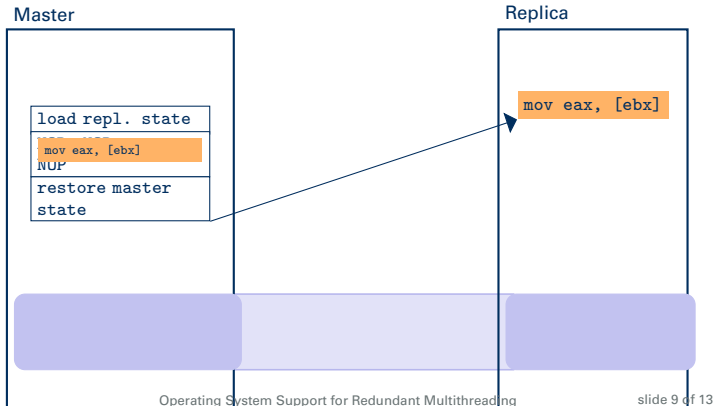 Master
Replica
mov eax, [ebx]
load repl. state
mov eax, [ebx]
NOP
restore master
state
Operating System Support for Redundant Multithreading
slide 9 of 13